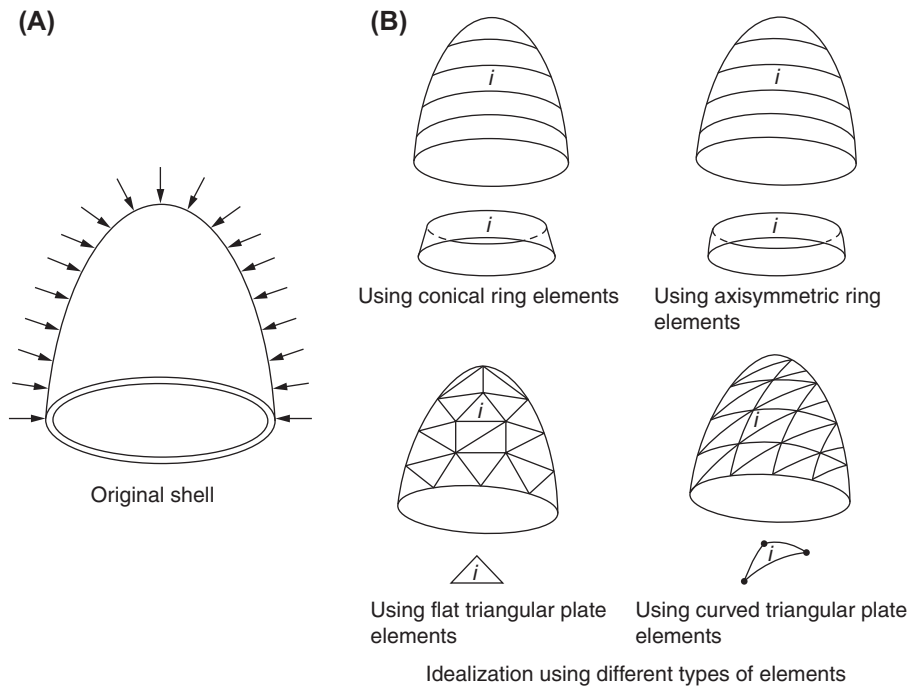 (A)
Original shell
(B)
i
i
i
i
Using conical ring elements
Using axisymmetric ring
elements
i
i
i
i
Using flat triangular plate
elements
Using curved triangular plate
elements
Idealization using different types of elements